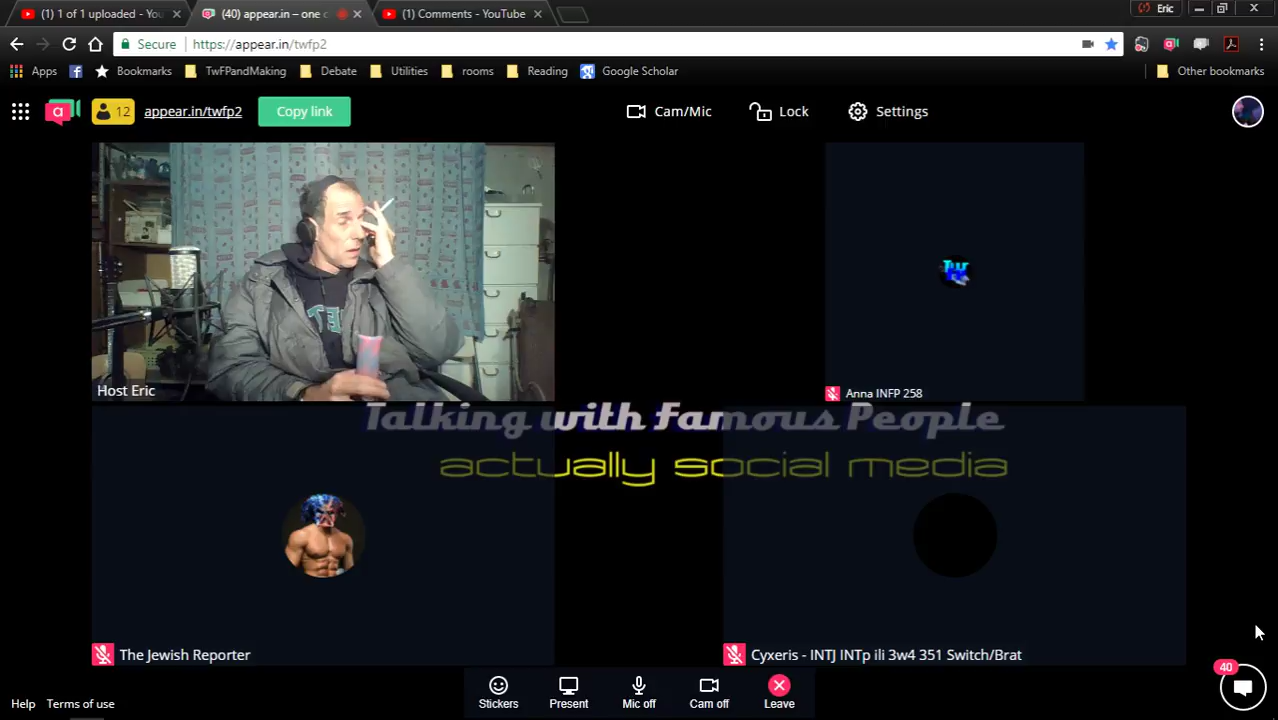 (1) 1 of 1 uploaded - You
(40) appear.in – one c
(1) Comments - YouTube
Eric
Secure
https://appear.in/twfp2
Apps
Bookmarks
TwFPandMaking
Debate
Utilities
rooms
Reading
Google Scholar
Other bookmarks
a
12
appear.in/twfp2
Copy link
Cam/Mic
Lock
Settings
Host Eric
Anna INFP 258
Talking with Famous People
actually social media
The Jewish Reporter
Cyxeris - INTJ INTp ili 3w4 351 Switch/Brat
Stickers
Present
Mic off
Cam off
Leave
40
Help
Terms of use